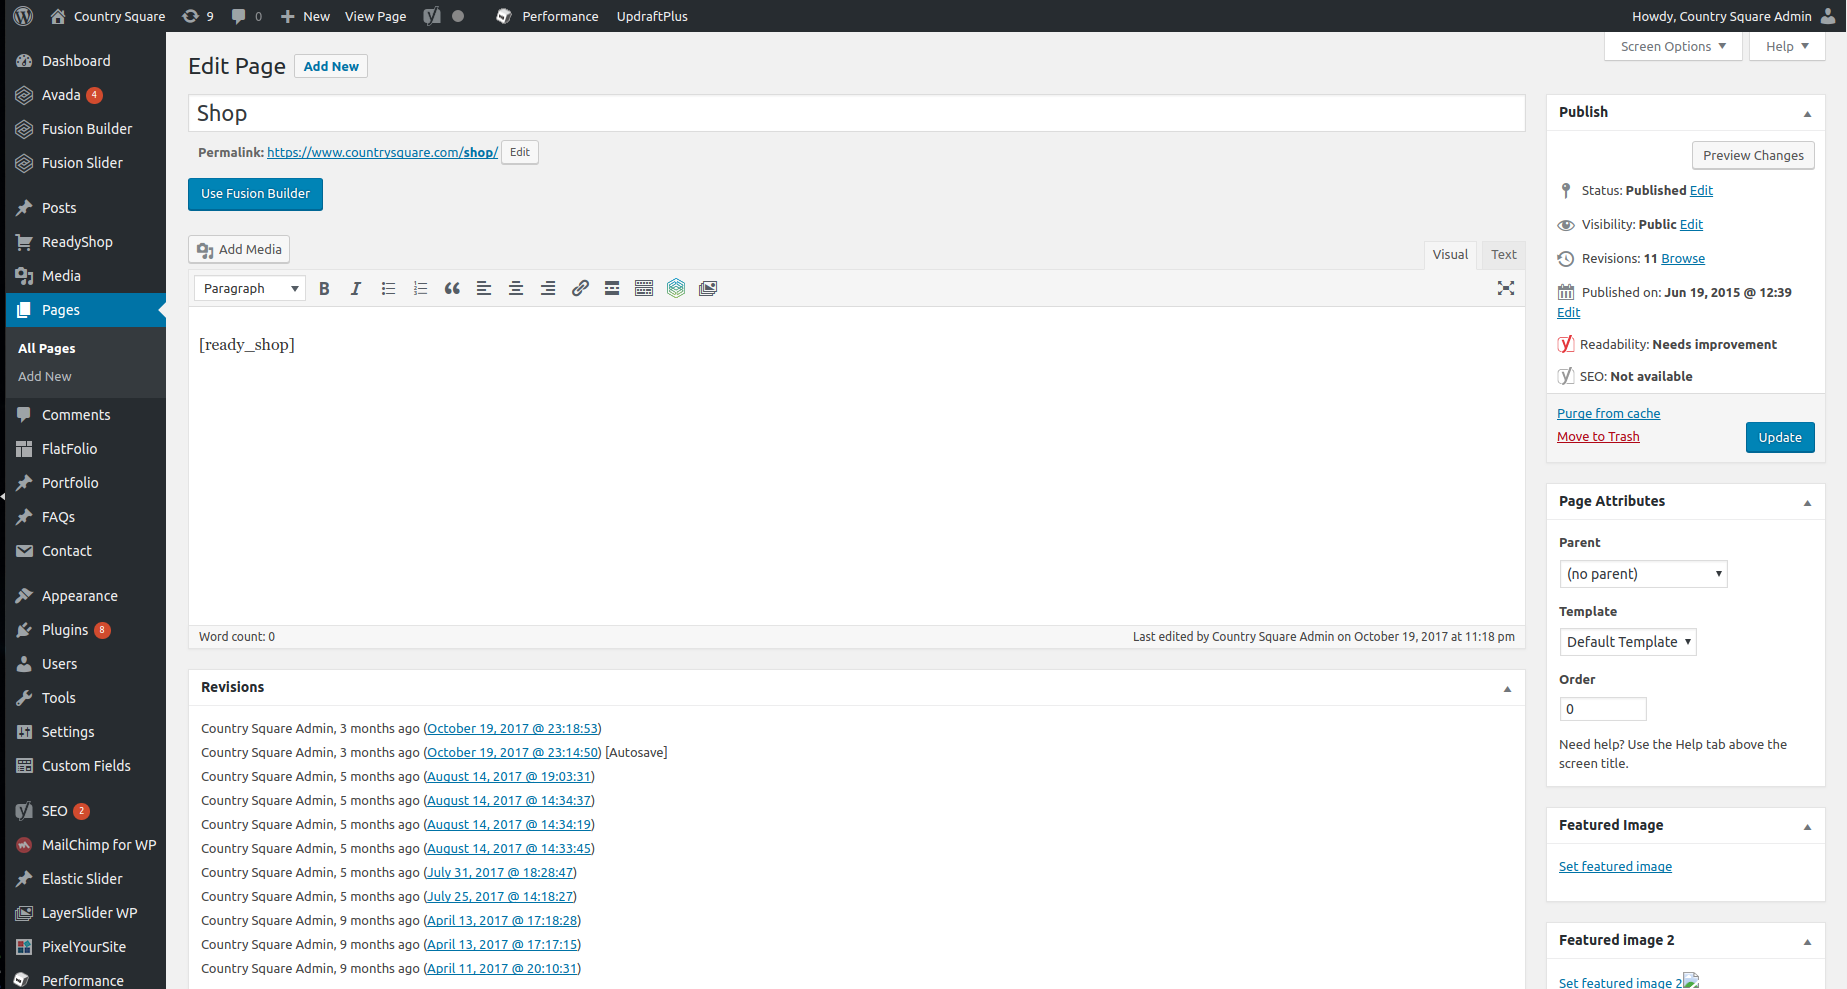 Country Square 9 0 New View Page Performance UpdraftPlus Howdy, Country Square Admin
Screen Options Help
Dashboard
Avada 4
Fusion Builder
Fusion Slider
Posts
ReadyShop
Media
Pages
All Pages
Add New
Comments
FlatFolio
Portfolio
FAQs
Contact
Appearance
Plugins 8
Users
Tools
Settings
Custom Fields
SEO 2
MailChimp for WP
Elastic Slider
LayerSlider WP
PixelYourSite
Performance
Edit Page Add New
Shop
Permalink: https://www.countrysquare.com/shop/ Edit
Use Fusion Builder
Add Media Visual Text
Paragraph B I
[ready_shop]
Word count: 0 Last edited by Country Square Admin on October 19, 2017 at 11:18 pm
Revisions
Country Square Admin, 3 months ago (October 19, 2017 @ 23:18:53)
Country Square Admin, 3 months ago (October 19, 2017 @ 23:14:50) [Autosave]
Country Square Admin, 5 months ago (August 14, 2017 @ 19:03:31)
Country Square Admin, 5 months ago (August 14, 2017 @ 14:34:37)
Country Square Admin, 5 months ago (August 14, 2017 @ 14:34:19)
Country Square Admin, 5 months ago (August 14, 2017 @ 14:33:45)
Country Square Admin, 5 months ago (July 31, 2017 @ 18:28:47)
Country Square Admin, 5 months ago (July 25, 2017 @ 14:18:27)
Country Square Admin, 9 months ago (April 13, 2017 @ 17:18:28)
Country Square Admin, 9 months ago (April 13, 2017 @ 17:17:15)
Country Square Admin, 9 months ago (April 11, 2017 @ 20:10:31)
Publish
Preview Changes
Status: Published Edit
Visibility: Public Edit
Revisions: 11 Browse
Published on: Jun 19, 2015 @ 12:39
Edit
Readability: Needs improvement
SEO: Not available
Purge from cache
Move to Trash Update
Page Attributes
Parent
(no parent)
Template
Default Template
Order
0
Need help? Use the Help tab above the
screen title.
Featured Image
Set featured image
Featured image 2
Set featured image 2